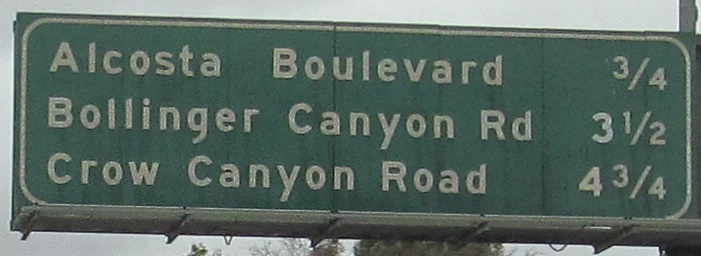 Alcosta Boulevard 3/4
Bollinger Canyon Rd 3 1/2
Crow Canyon Road 4 3/4